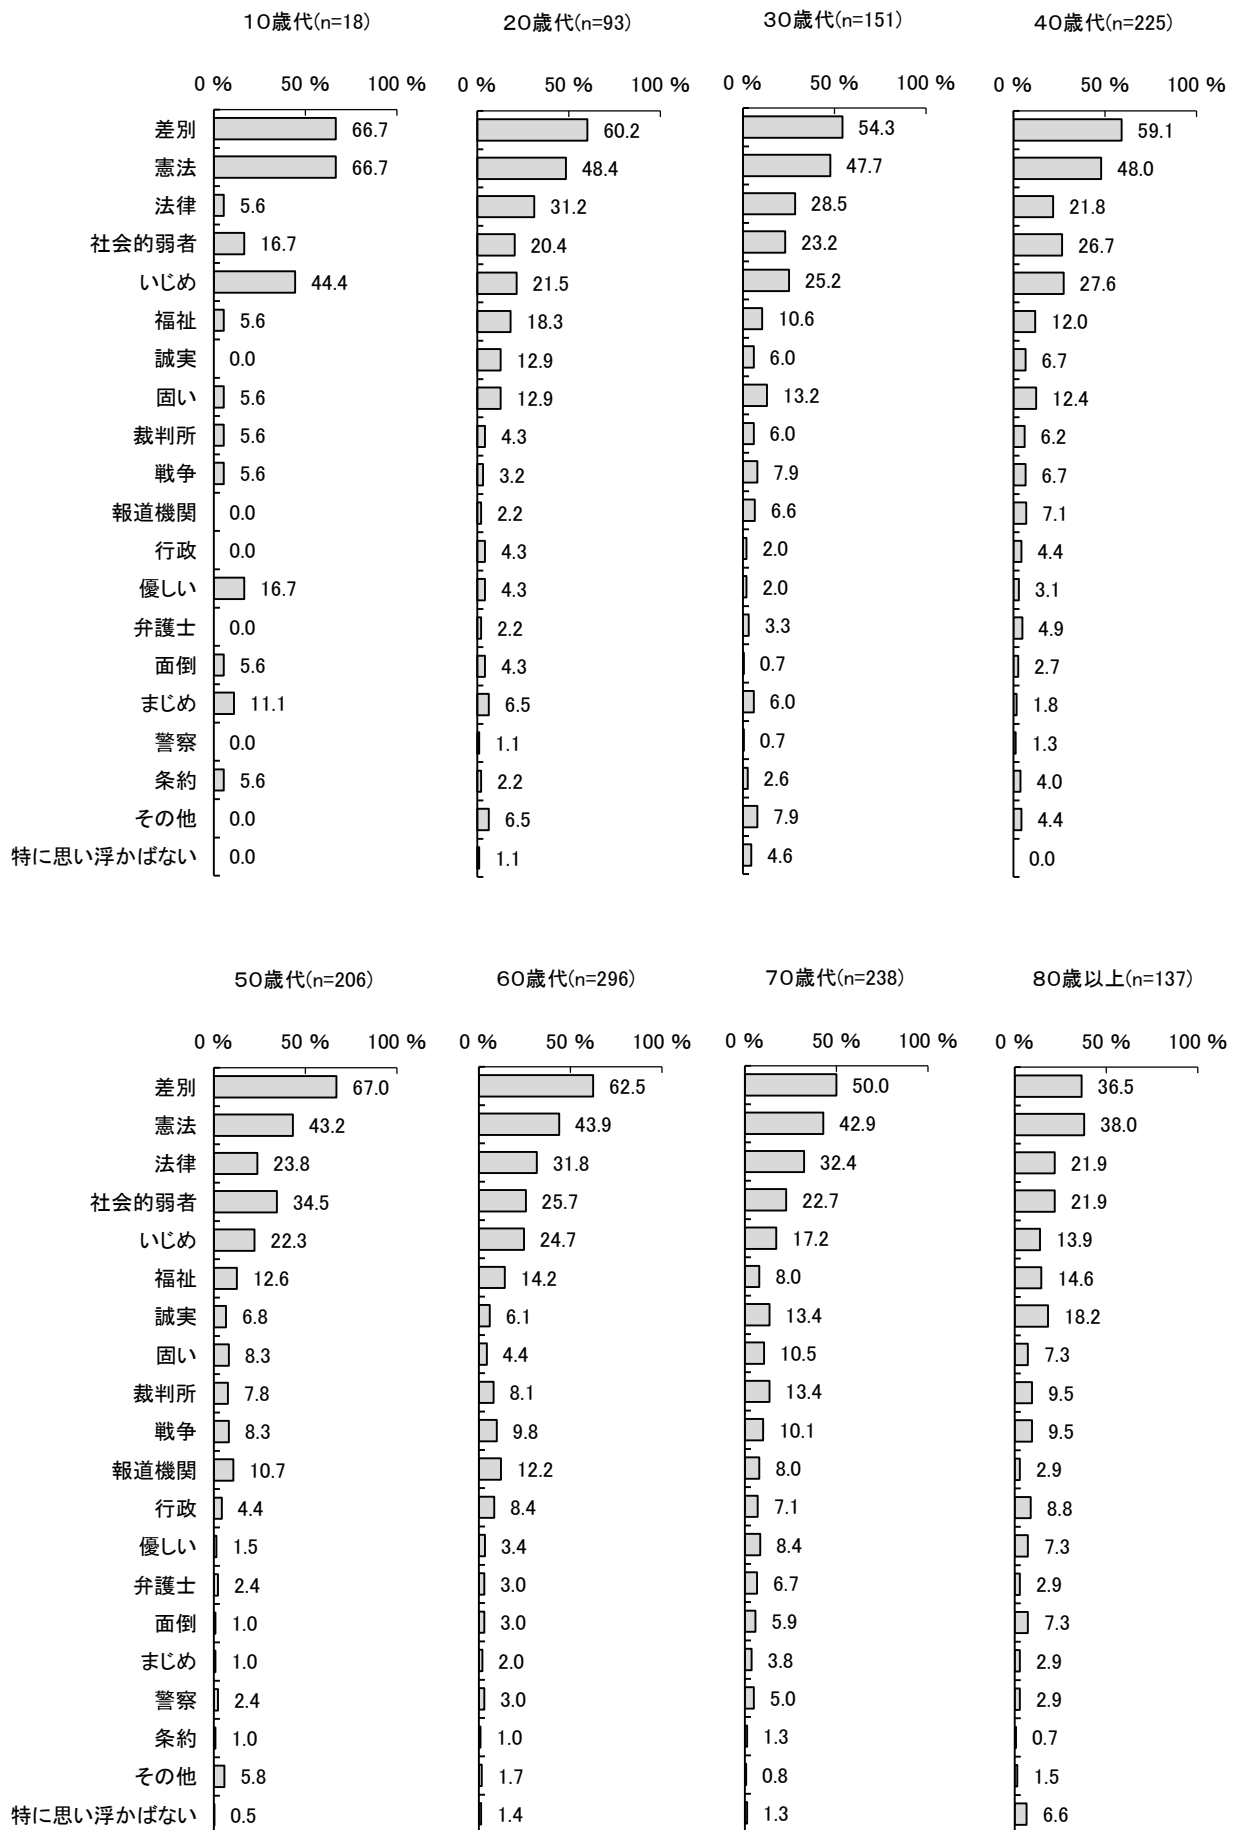 10歳代(n=18) 20歳代(n=93) 30歳代(n=151) 40歳代(n=225)
0 % 50 % 100 % 0 % 50 % 100 % 0 % 50 % 100 % 0 % 50 % 100 %
差別 66.7 60.2 54.3 59.1
憲法 66.7 48.4 47.7 48.0
法律 5.6 31.2 28.5 21.8
社会的弱者 16.7 20.4 23.2 26.7
いじめ 44.4 21.5 25.2 27.6
福祉 5.6 18.3 10.6 12.0
誠実 0.0 12.9 6.0 6.7
固い 5.6 12.9 13.2 12.4
裁判所 5.6 4.3 6.0 6.2
戦争 5.6 3.2 7.9 6.7
報道機関 0.0 2.2 6.6 7.1
行政 0.0 4.3 2.0 4.4
優しい 16.7 4.3 2.0 3.1
弁護士 0.0 2.2 3.3 4.9
面倒 5.6 4.3 0.7 2.7
まじめ 11.1 6.5 6.0 1.8
警察 0.0 1.1 0.7 1.3
条約 5.6 2.2 2.6 4.0
その他 0.0 6.5 7.9 4.4
特に思い浮かばない 0.0 1.1 4.6 0.0
50歳代(n=206) 60歳代(n=296) 70歳代(n=238) 80歳以上(n=137)
0 % 50 % 100 % 0 % 50 % 100 % 0 % 50 % 100 % 0 % 50 % 100 %
差別 67.0 62.5 50.0 36.5
憲法 43.2 43.9 42.9 38.0
法律 23.8 31.8 32.4 21.9
社会的弱者 34.5 25.7 22.7 21.9
いじめ 22.3 24.7 17.2 13.9
福祉 12.6 14.2 8.0 14.6
誠実 6.8 6.1 13.4 18.2
固い 8.3 4.4 10.5 7.3
裁判所 7.8 8.1 13.4 9.5
戦争 8.3 9.8 10.1 9.5
報道機関 10.7 12.2 8.0 2.9
行政 4.4 8.4 7.1 8.8
優しい 1.5 3.4 8.4 7.3
弁護士 2.4 3.0 6.7 2.9
面倒 1.0 3.0 5.9 7.3
まじめ 1.0 2.0 3.8 2.9
警察 2.4 3.0 5.0 2.9
条約 1.0 1.0 1.3 0.7
その他 5.8 1.7 0.8 1.5
特に思い浮かばない 0.5 1.4 1.3 6.6